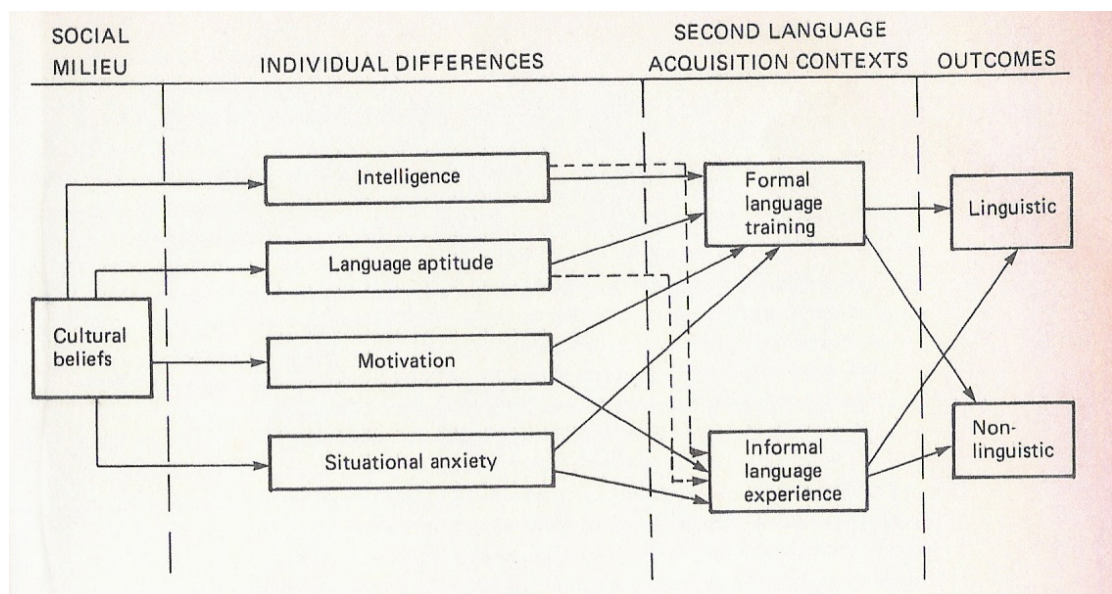 SOCIAL
MILIEU
INDIVIDUAL DIFFERENCES
SECOND LANGUAGE
ACQUISITION CONTEXTS
OUTCOMES
Intelligence
Language aptitude
Cultural
beliefs
Motivation
Situational anxiety
Formal
language
training
Informal
language
experience
Linguistic
Non-
linguistic